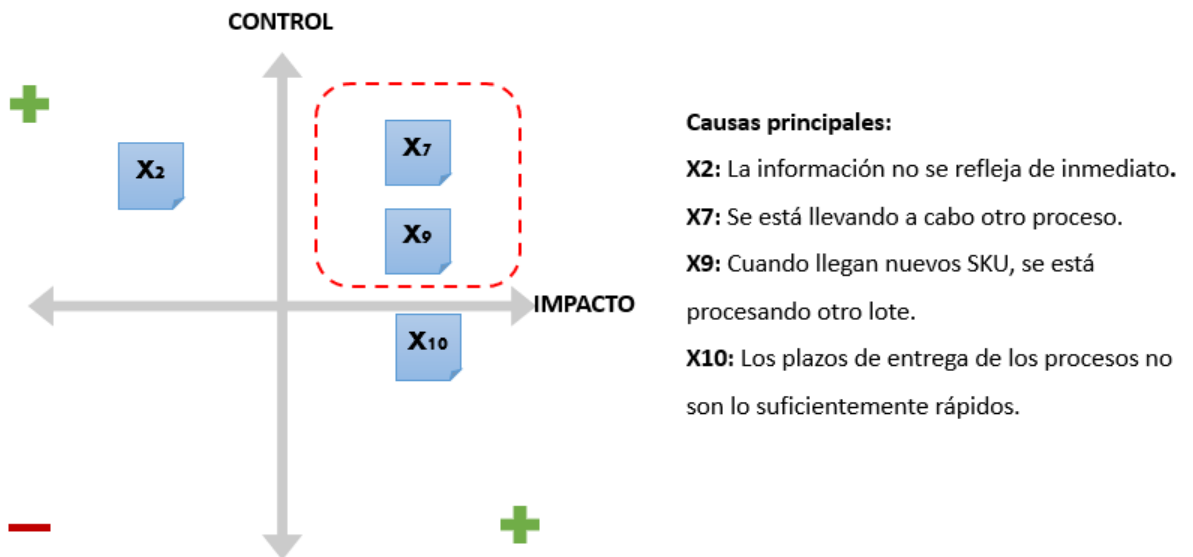 CONTROL
X2
X7
X9
IMPACTO
X10
Causas principales:
X2: La información no se refleja de inmediato.
X7: Se está llevando a cabo otro proceso.
X9: Cuando llegan nuevos SKU, se está
procesando otro lote.
X10: Los plazos de entrega de los procesos no
son lo suficientemente rápidos.